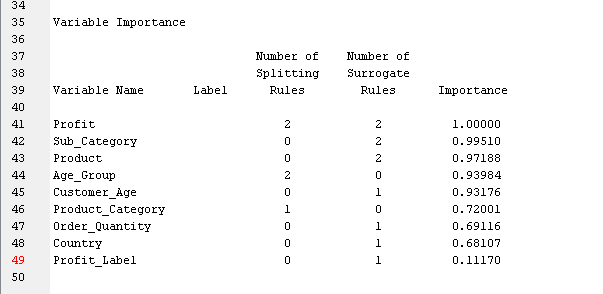 34
35 Variable Importance
36
37 Number of Number of
38 Splitting Surrogate
39 Variable Name Label Rules Rules Importance
40
41 Profit 2 2 1.00000
42 Sub_Category 0 2 0.99510
43 Product 0 2 0.97188
44 Age_Group 2 0 0.93984
45 Customer_Age 0 1 0.93176
46 Product_Category 1 0 0.72001
47 Order_Quantity 0 1 0.69116
48 Country 0 1 0.68107
49 Profit_Label 0 1 0.11170
50